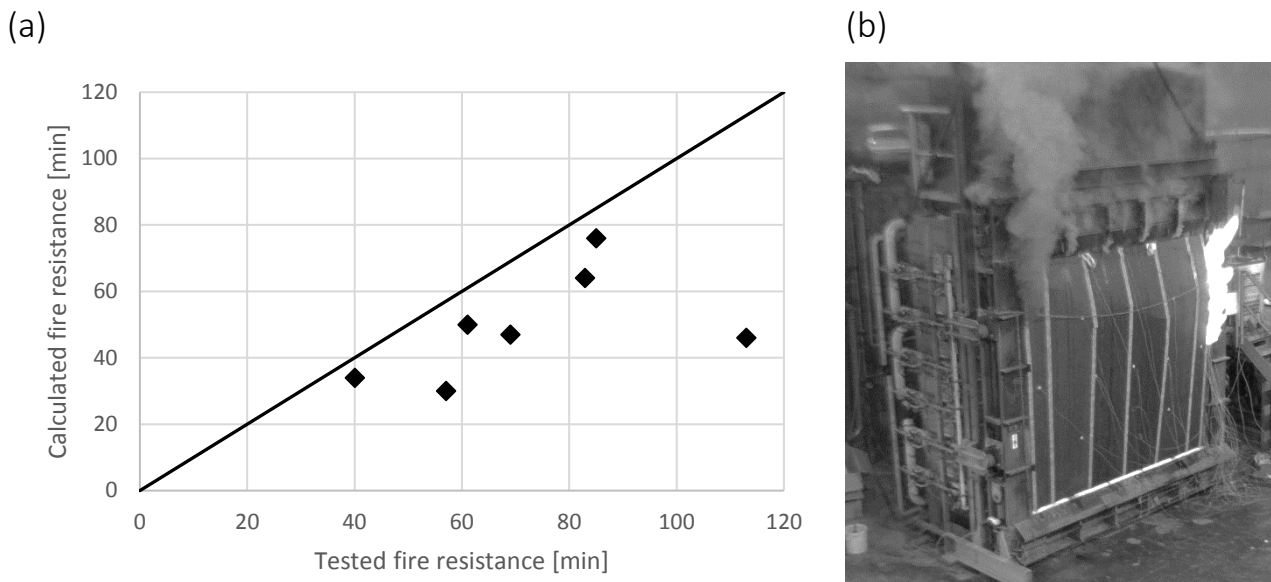 (a)
(b)
120
100
80
60
40
20
0
Calculated fire resistance [min]
0 20 40 60 80 100 120
Tested fire resistance [min]